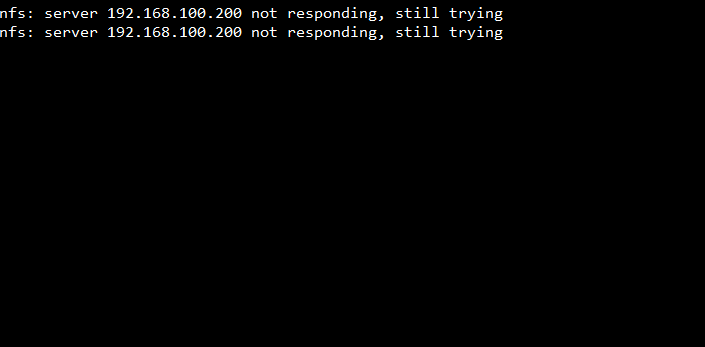 nfs: server 192.168.100.200 not responding, still trying
nfs: server 192.168.100.200 not responding, still trying